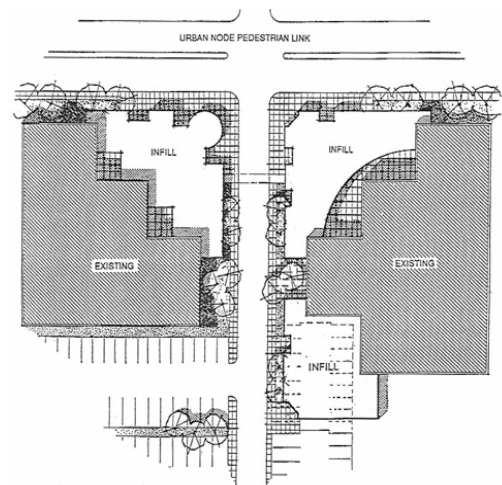 URBAN NODE PEDESTRIAN LINK
INFILL
INFILL
EXISTING
EXISTING
INFILL